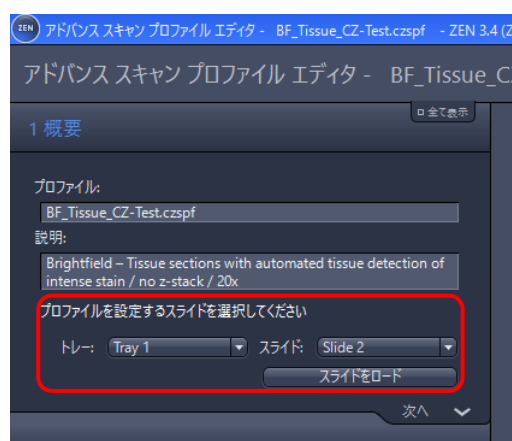 ZEN アドバンス スキャン プロファイル エディタ - BF_Tissue_CZ-Test.czspf - ZEN 3.4 (Z
アドバンス スキャン プロファイル エディタ - BF_Tissue_C
全て表示
1 概要
プロファイル:
BF_Tissue_CZ-Test.czspf
説明:
Brightfield – Tissue sections with automated tissue detection of
intense stain / no z-stack / 20x
プロファイルを設定するスライドを選択してください
トレー: Tray 1 スライド: Slide 2
スライドをロード
次へ